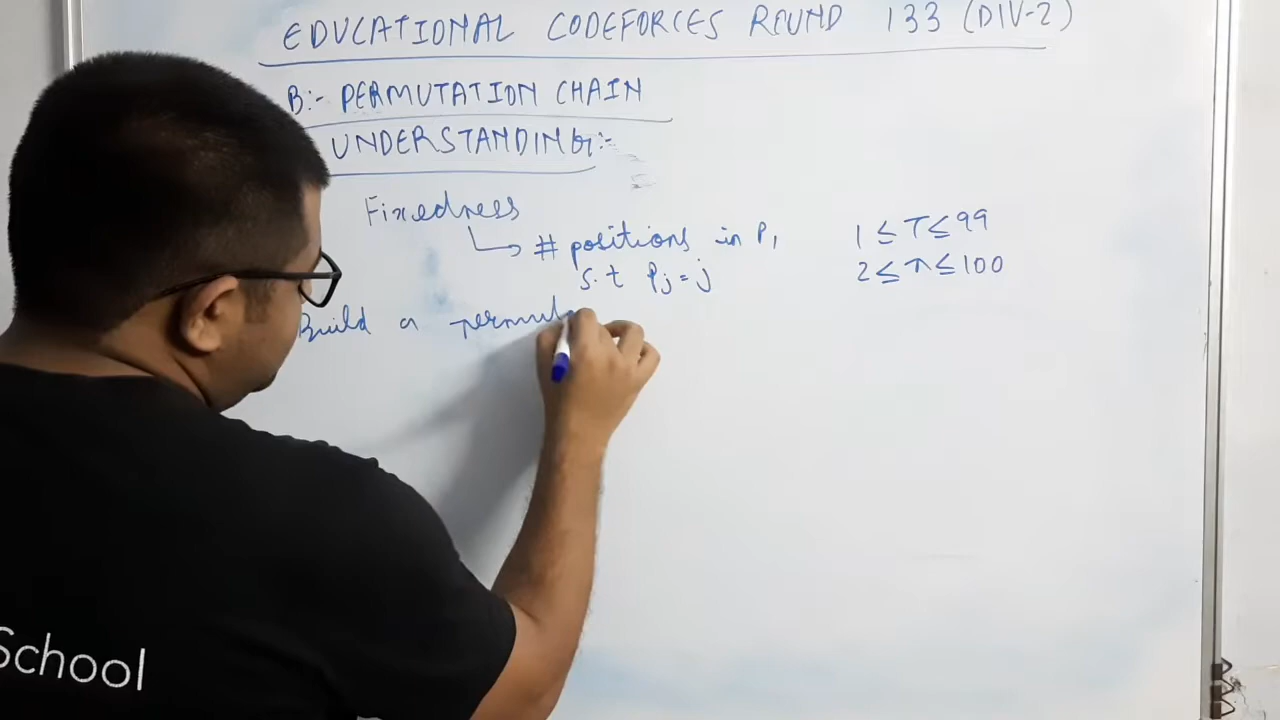 EDUCATIONAL CODEFORCES ROUND 133 (DIV-2)
B:- PERMUTATION CHAIN
UNDERSTANDING:-
Fixedness
# positions in P,
s.t Pj = j
1 ≤ T ≤ 99
2 ≤ n ≤ 100
Build a permuta
School